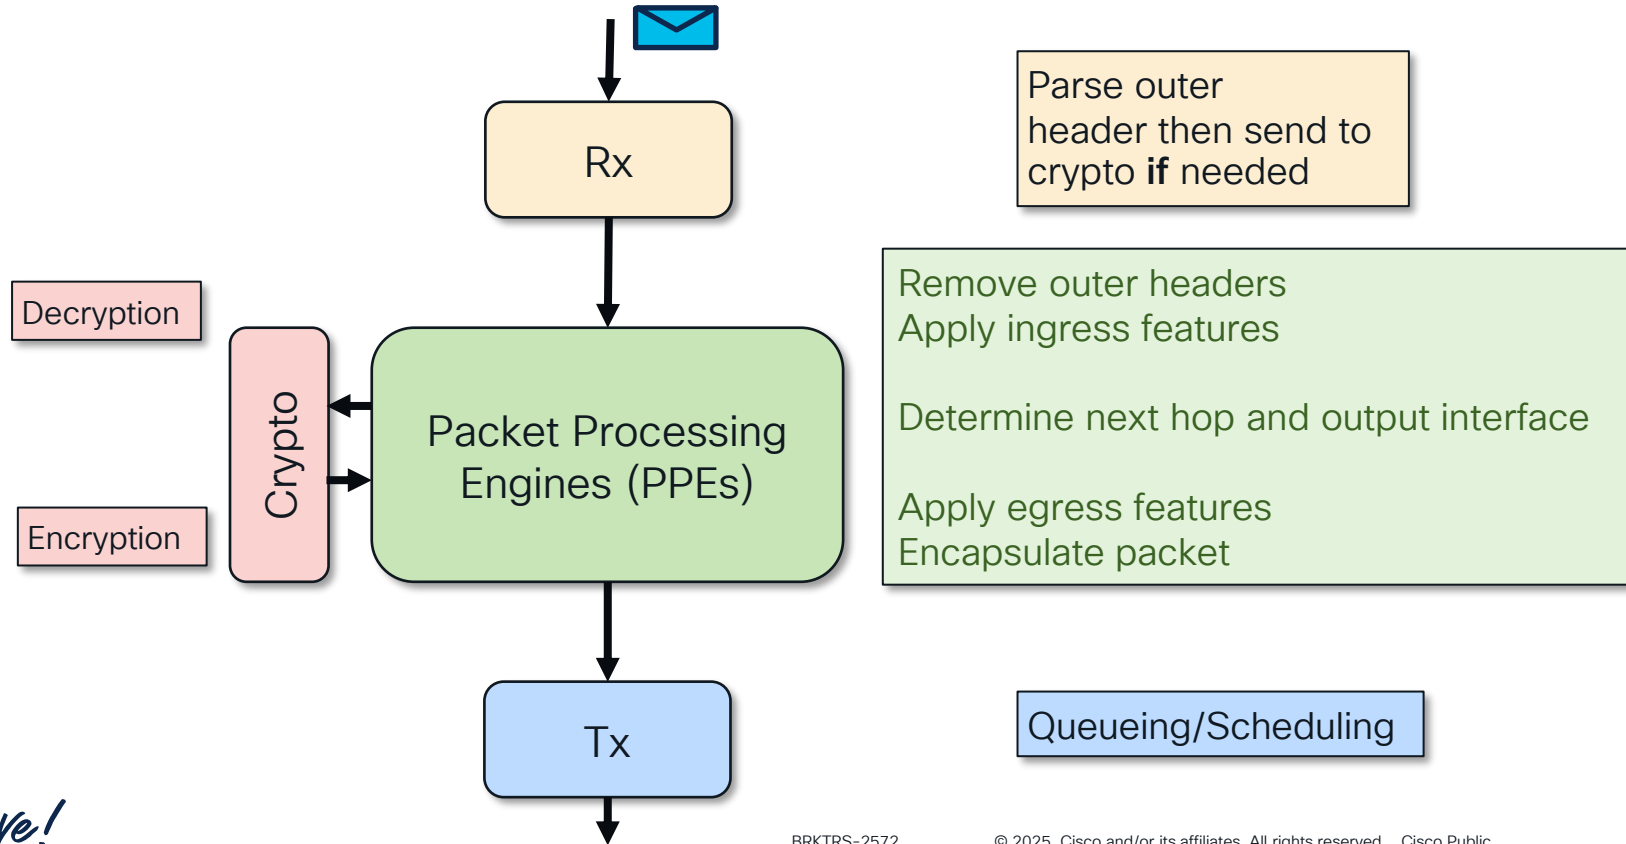 Rx
Parse outer
header then send to
crypto if needed
Decryption
Crypto
Encryption
Packet Processing
Engines (PPEs)
Remove outer headers
Apply ingress features
Determine next hop and output interface
Apply egress features
Encapsulate packet
Tx
Queueing/Scheduling
BRKTRS-2572
© 2025 Cisco and/or its affiliates. All rights reserved. Cisco Public